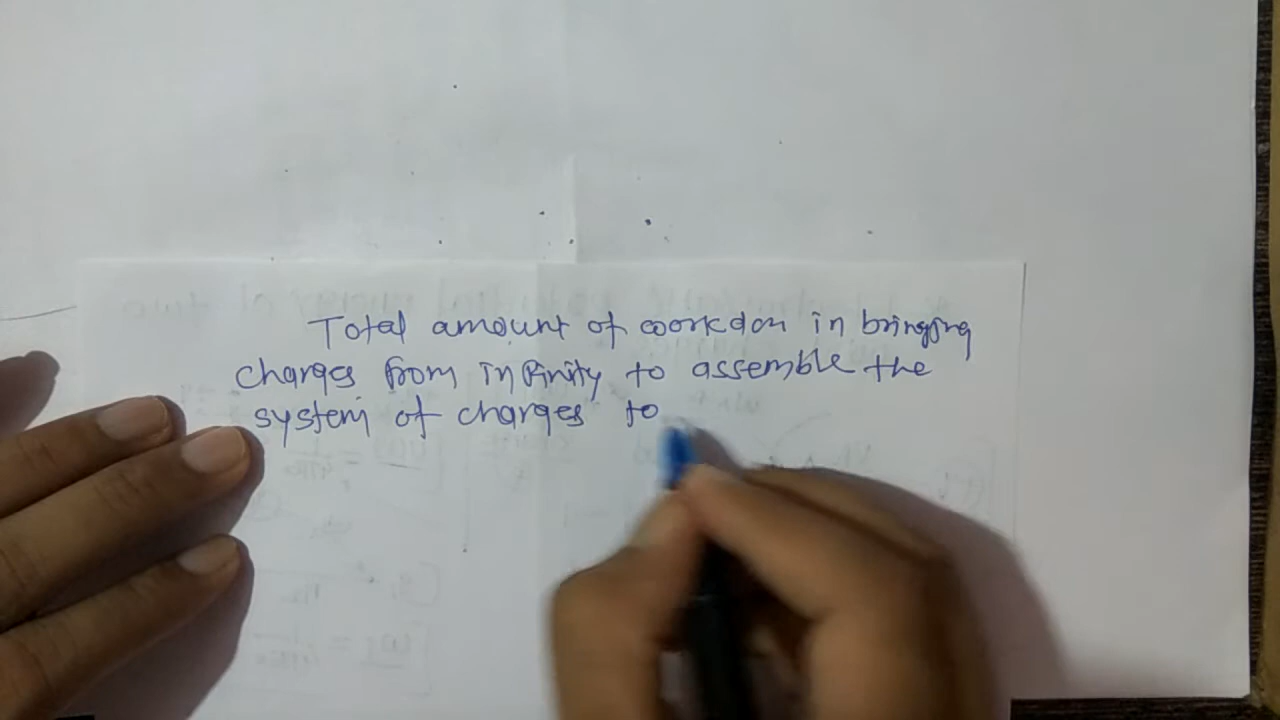 Total amount of workdon in bringing
charges from infinity to assemble the
system of charges to